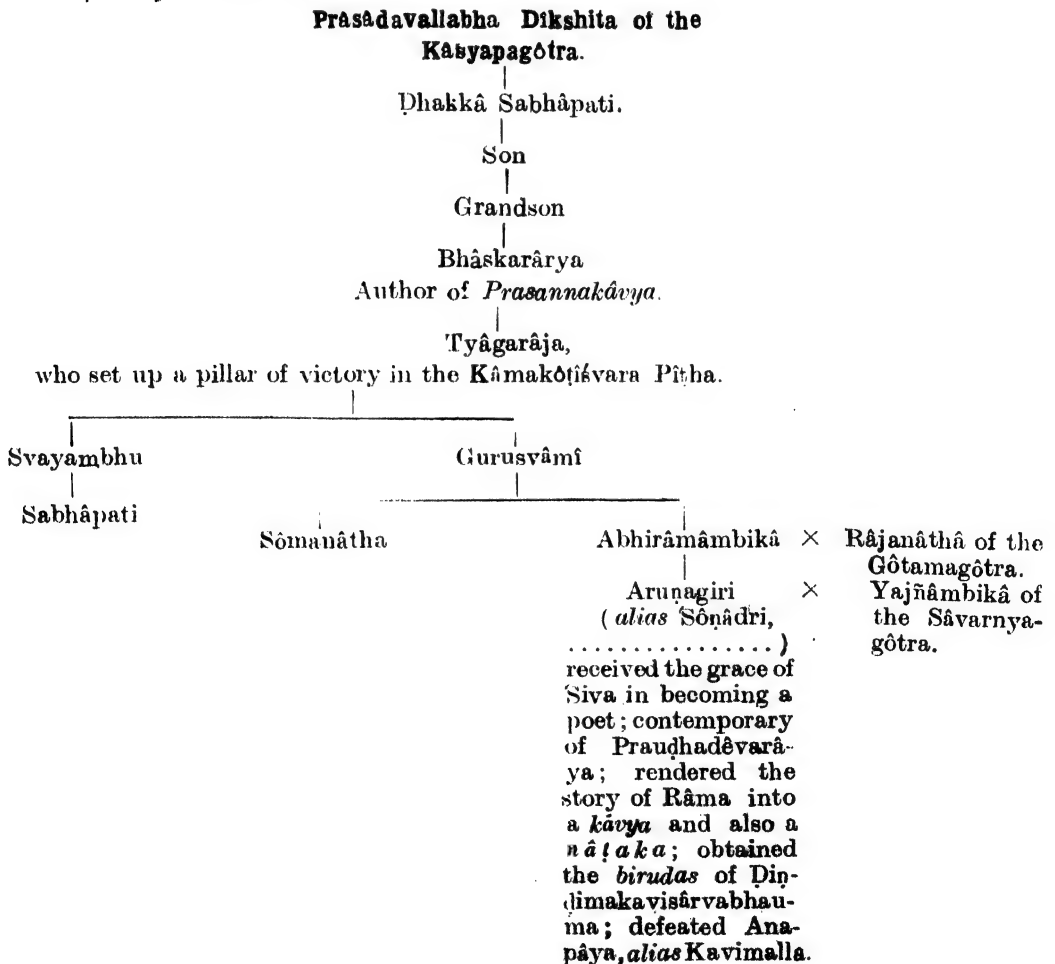 Prasâdavallabha Dîkshita of the
Kâsyapagôtra.
Ḍhakkâ Sabhâpati.
Son
Grandson
Bhâskarârya
Author of Prasannakâvya.
Tyâgarâja,
who set up a pillar of victory in the Kâmakôṭîśvara Pîṭha.
Svayambhu Gurusvâmî
Sabhâpati
Sômanâtha Abhirâmâmbikâ × Râjanâthâ of the
Gôtamagôtra.
Aruṇagiri × Yajñâmbikâ of
(alias Sôṇâdri, the Sâvarnya-
................) gôtra.
received the grace of
Śiva in becoming a
poet; contemporary
of Prauḍhadêvarâ-
ya; rendered the
story of Râma into
a kâvya and also a
nâṭaka; obtained
the birudas of Ḍiṇ-
ḍimakavisârvabhau-
ma; defeated Ana-
pâya, alias Kavimalla.